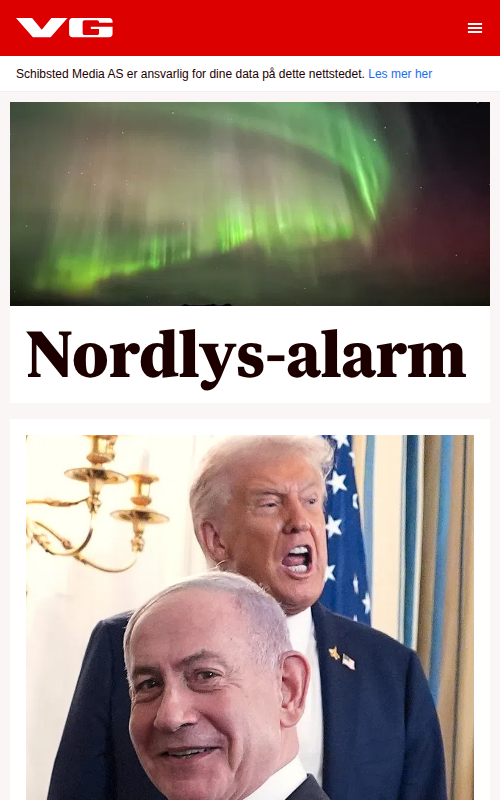 VG
Schibsted Media AS er ansvarlig for dine data på dette nettstedet. Les mer her
Nordlys-alarm